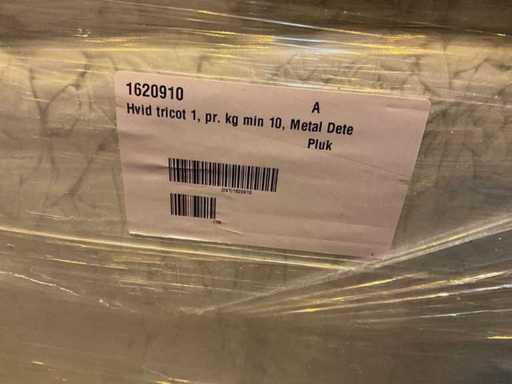 1620910 A
Hvid tricot 1, pr. kg min 10, Metal Dete
Pluk